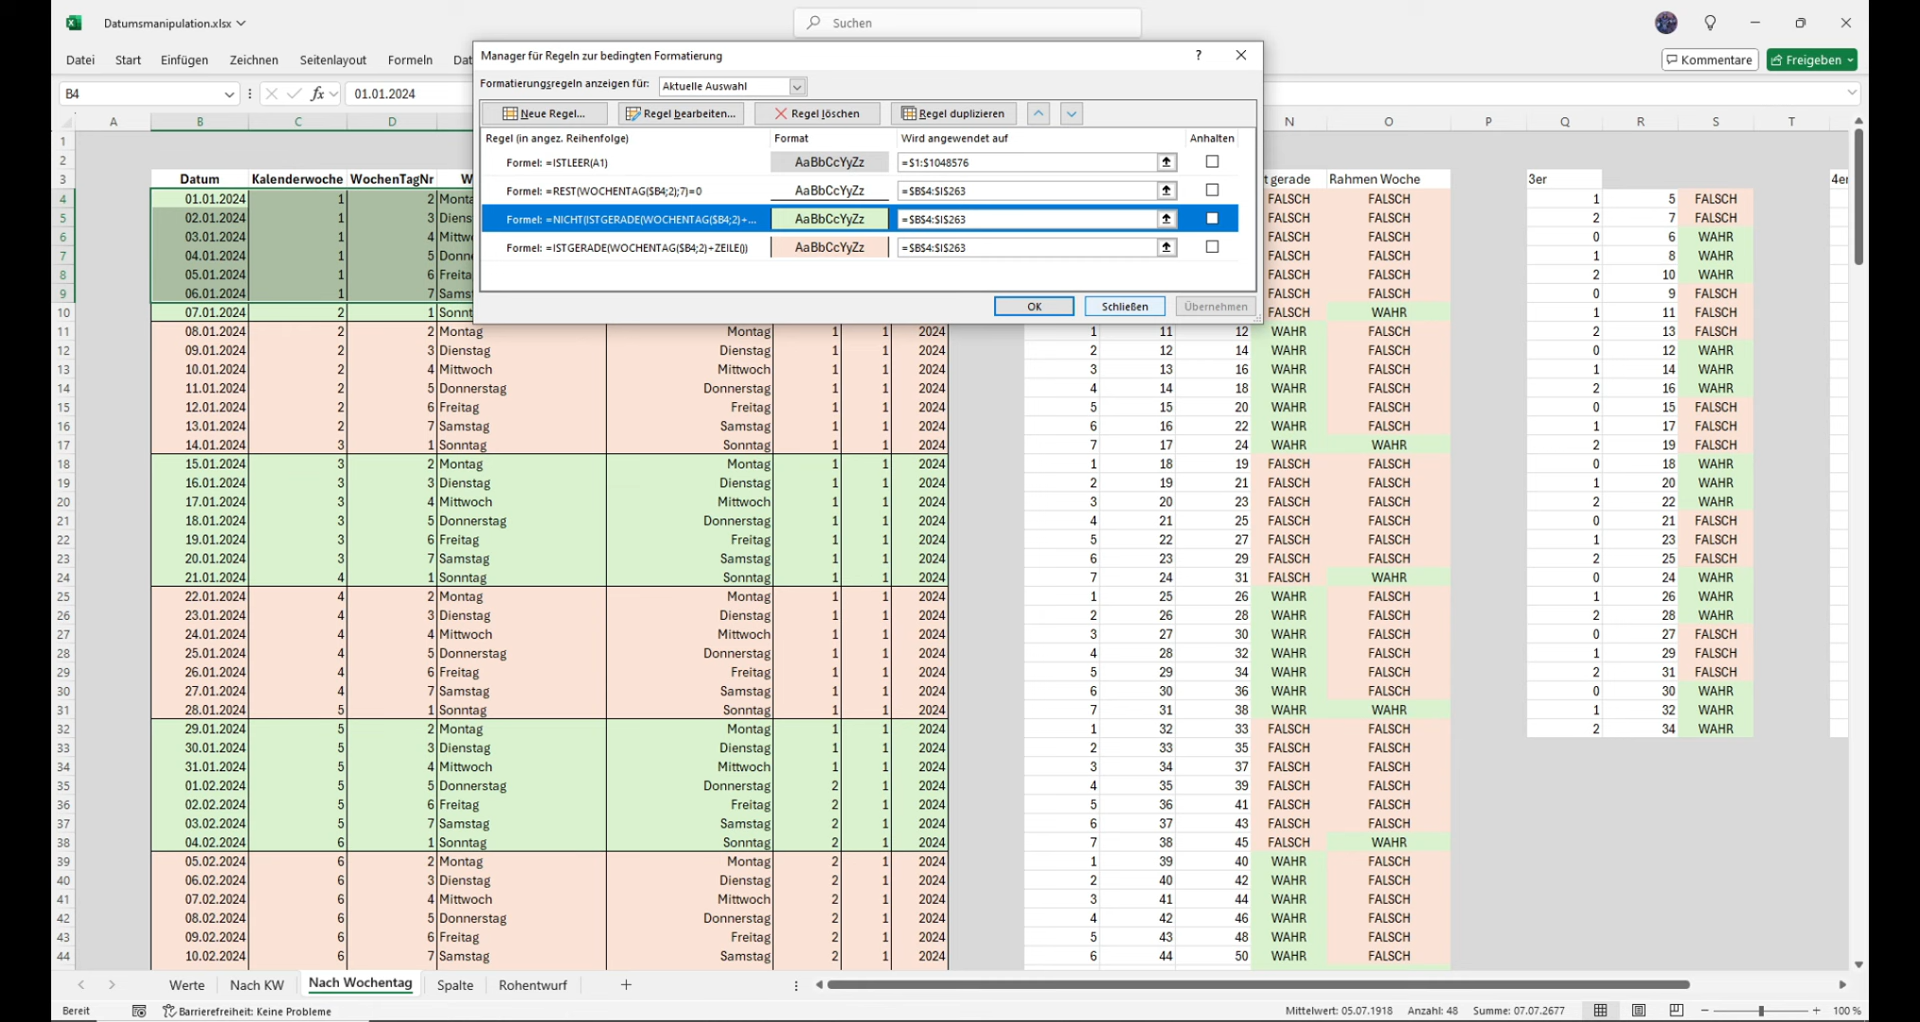 Datumsmanipulation.xlsx
Suchen
Datei Start Einfügen Zeichnen Seitenlayout Formeln Dat
Kommentare Freigeben
B4 fx 01.01.2024
Manager für Regeln zur bedingten Formatierung ?
Formatierungsregeln anzeigen für: Aktuelle Auswahl
Neue Regel... Regel bearbeiten... Regel löschen Regel duplizieren
Regel (in angez. Reihenfolge) Format Wird angewendet auf Anhalten
Formel: =ISTLEER(A1) AaBbCcYyZz =$1:$1048576
Formel: =REST(WOCHENTAG($B4;2);7)=0 AaBbCcYyZz =$B$4:$I$263
Formel: =NICHT(ISTGERADE(WOCHENTAG($B4;2)+... AaBbCcYyZz =$B$4:$I$263
Formel: =ISTGERADE(WOCHENTAG($B4;2)+ZEILE()) AaBbCcYyZz =$B$4:$I$263
OK Schließen Übernehmen
A B C D N O P Q R S T
1
2
3 Datum Kalenderwoche WochenTagNr W t gerade Rahmen Woche 3er 4er
4 01.01.2024 1 2 Monta FALSCH FALSCH 1 5 FALSCH
5 02.01.2024 1 3 Diens FALSCH FALSCH 2 7 FALSCH
6 03.01.2024 1 4 Mittw FALSCH FALSCH 0 6 WAHR
7 04.01.2024 1 5 Donne FALSCH FALSCH 1 8 WAHR
8 05.01.2024 1 6 Freita FALSCH FALSCH 2 10 WAHR
9 06.01.2024 1 7 Sams FALSCH FALSCH 0 9 FALSCH
10 07.01.2024 2 1 Sonnt FALSCH WAHR 1 11 FALSCH
11 08.01.2024 2 2 Montag Montag 1 1 2024 1 11 12 WAHR FALSCH 2 13 FALSCH
12 09.01.2024 2 3 Dienstag Dienstag 1 1 2024 2 12 14 WAHR FALSCH 0 12 WAHR
13 10.01.2024 2 4 Mittwoch Mittwoch 1 1 2024 3 13 16 WAHR FALSCH 1 14 WAHR
14 11.01.2024 2 5 Donnerstag Donnerstag 1 1 2024 4 14 18 WAHR FALSCH 2 16 WAHR
15 12.01.2024 2 6 Freitag Freitag 1 1 2024 5 15 20 WAHR FALSCH 0 15 FALSCH
16 13.01.2024 2 7 Samstag Samstag 1 1 2024 6 16 22 WAHR FALSCH 1 17 FALSCH
17 14.01.2024 3 1 Sonntag Sonntag 1 1 2024 7 17 24 WAHR WAHR 2 19 FALSCH
18 15.01.2024 3 2 Montag Montag 1 1 2024 1 18 19 FALSCH FALSCH 0 18 WAHR
19 16.01.2024 3 3 Dienstag Dienstag 1 1 2024 2 19 21 FALSCH FALSCH 1 20 WAHR
20 17.01.2024 3 4 Mittwoch Mittwoch 1 1 2024 3 20 23 FALSCH FALSCH 2 22 WAHR
21 18.01.2024 3 5 Donnerstag Donnerstag 1 1 2024 4 21 25 FALSCH FALSCH 0 21 FALSCH
22 19.01.2024 3 6 Freitag Freitag 1 1 2024 5 22 27 FALSCH FALSCH 1 23 FALSCH
23 20.01.2024 3 7 Samstag Samstag 1 1 2024 6 23 29 FALSCH FALSCH 2 25 FALSCH
24 21.01.2024 4 1 Sonntag Sonntag 1 1 2024 7 24 31 FALSCH WAHR 0 24 WAHR
25 22.01.2024 4 2 Montag Montag 1 1 2024 1 25 26 WAHR FALSCH 1 26 WAHR
26 23.01.2024 4 3 Dienstag Dienstag 1 1 2024 2 26 28 WAHR FALSCH 2 28 WAHR
27 24.01.2024 4 4 Mittwoch Mittwoch 1 1 2024 3 27 30 WAHR FALSCH 0 27 FALSCH
28 25.01.2024 4 5 Donnerstag Donnerstag 1 1 2024 4 28 32 WAHR FALSCH 1 29 FALSCH
29 26.01.2024 4 6 Freitag Freitag 1 1 2024 5 29 34 WAHR FALSCH 2 31 FALSCH
30 27.01.2024 4 7 Samstag Samstag 1 1 2024 6 30 36 WAHR FALSCH 0 30 WAHR
31 28.01.2024 5 1 Sonntag Sonntag 1 1 2024 7 31 38 WAHR WAHR 1 32 WAHR
32 29.01.2024 5 2 Montag Montag 1 1 2024 1 32 33 FALSCH FALSCH 2 34 WAHR
33 30.01.2024 5 3 Dienstag Dienstag 1 1 2024 2 33 35 FALSCH FALSCH
34 31.01.2024 5 4 Mittwoch Mittwoch 1 1 2024 3 34 37 FALSCH FALSCH
35 01.02.2024 5 5 Donnerstag Donnerstag 2 1 2024 4 35 39 FALSCH FALSCH
36 02.02.2024 5 6 Freitag Freitag 2 1 2024 5 36 41 FALSCH FALSCH
37 03.02.2024 5 7 Samstag Samstag 2 1 2024 6 37 43 FALSCH FALSCH
38 04.02.2024 6 1 Sonntag Sonntag 2 1 2024 7 38 45 FALSCH WAHR
39 05.02.2024 6 2 Montag Montag 2 1 2024 1 39 40 WAHR FALSCH
40 06.02.2024 6 3 Dienstag Dienstag 2 1 2024 2 40 42 WAHR FALSCH
41 07.02.2024 6 4 Mittwoch Mittwoch 2 1 2024 3 41 44 WAHR FALSCH
42 08.02.2024 6 5 Donnerstag Donnerstag 2 1 2024 4 42 46 WAHR FALSCH
43 09.02.2024 6 6 Freitag Freitag 2 1 2024 5 43 48 WAHR FALSCH
44 10.02.2024 6 7 Samstag Samstag 2 1 2024 6 44 50 WAHR FALSCH
Werte Nach KW Nach Wochentag Spalte Rohentwurf +
Bereit Barrierefreiheit: Keine Probleme Mittelwert: 05.07.1918 Anzahl: 48 Summe: 07.07.2677 100 %